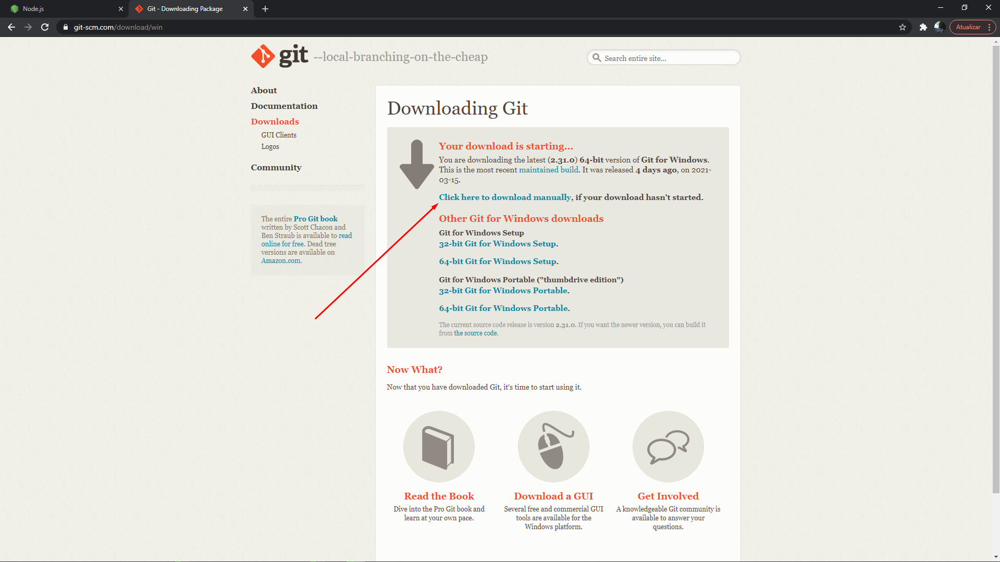 Node.js
Git - Downloading Package
git-scm.com/download/win
Atualizar
git --local-branching-on-the-cheap
Search entire site...
About
Documentation
Downloads
GUI Clients
Logos
Community
The entire Pro Git book
written by Scott Chacon and
Ben Straub is available to read
online for free. Dead tree
versions are available on
Amazon.com.
Downloading Git
Your download is starting...
You are downloading the latest (2.31.0) 64-bit version of Git for Windows.
This is the most recent maintained build. It was released 4 days ago, on 2021-
03-15.
Click here to download manually, if your download hasn't started.
Other Git for Windows downloads
Git for Windows Setup
32-bit Git for Windows Setup.
64-bit Git for Windows Setup.
Git for Windows Portable ("thumbdrive edition")
32-bit Git for Windows Portable.
64-bit Git for Windows Portable.
The current source code release is version 2.31.0. If you want the newer version, you can build it
from the source code.
Now What?
Now that you have downloaded Git, it's time to start using it.
Read the Book
Dive into the Pro Git book and
learn at your own pace.
Download a GUI
Several free and commercial GUI
tools are available for the
Windows platform.
Get Involved
A knowledgeable Git community is
available to answer your
questions.